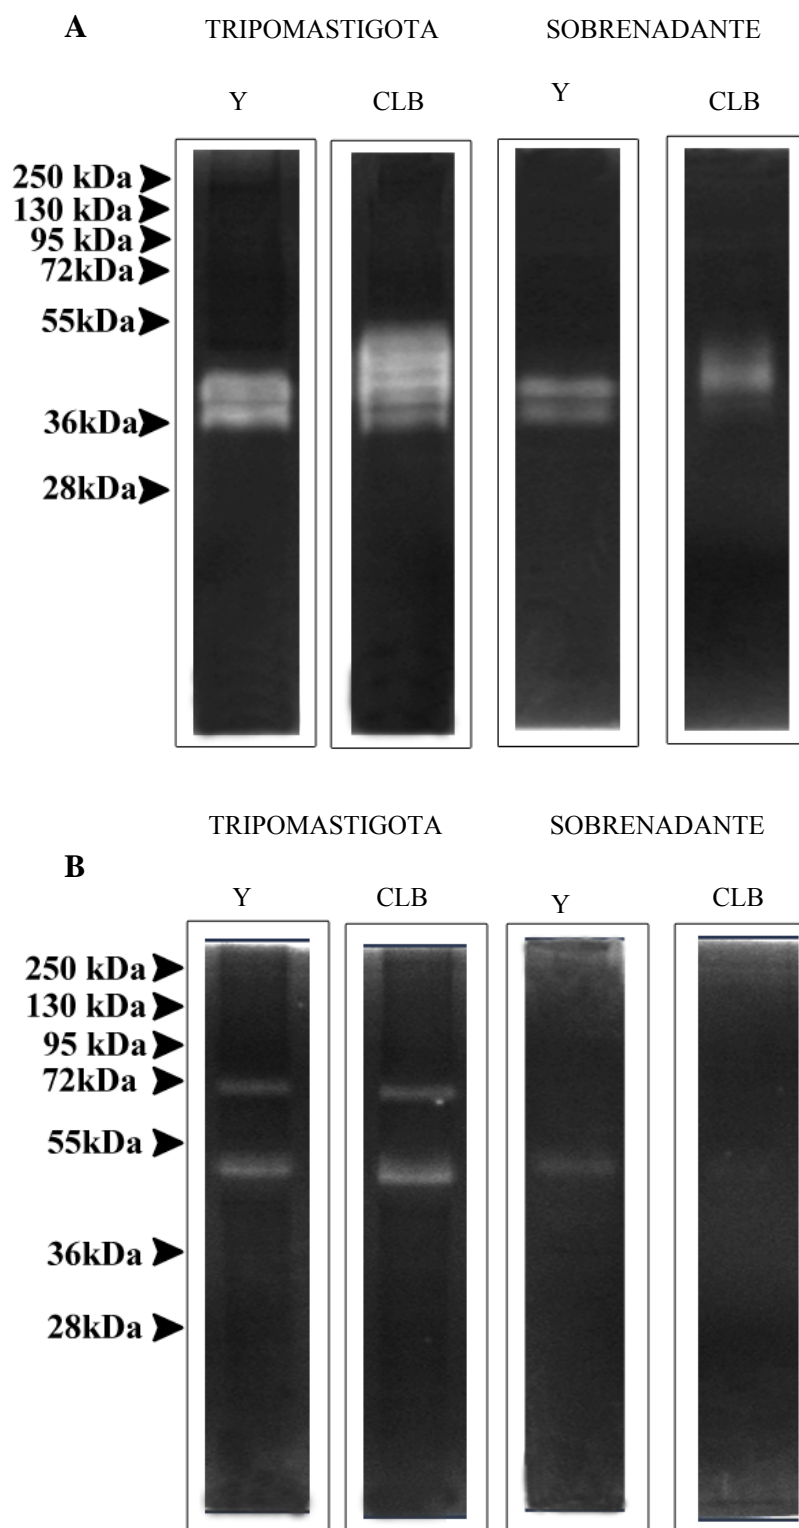 A
TRIPOMASTIGOTA SOBRENADANTE
Y CLB Y CLB
250 kDa
130 kDa
95 kDa
72kDa
55kDa
36kDa
28kDa
TRIPOMASTIGOTA SOBRENADANTE
B
Y CLB Y CLB
250 kDa
130 kDa
95 kDa
72kDa
55kDa
36kDa
28kDa